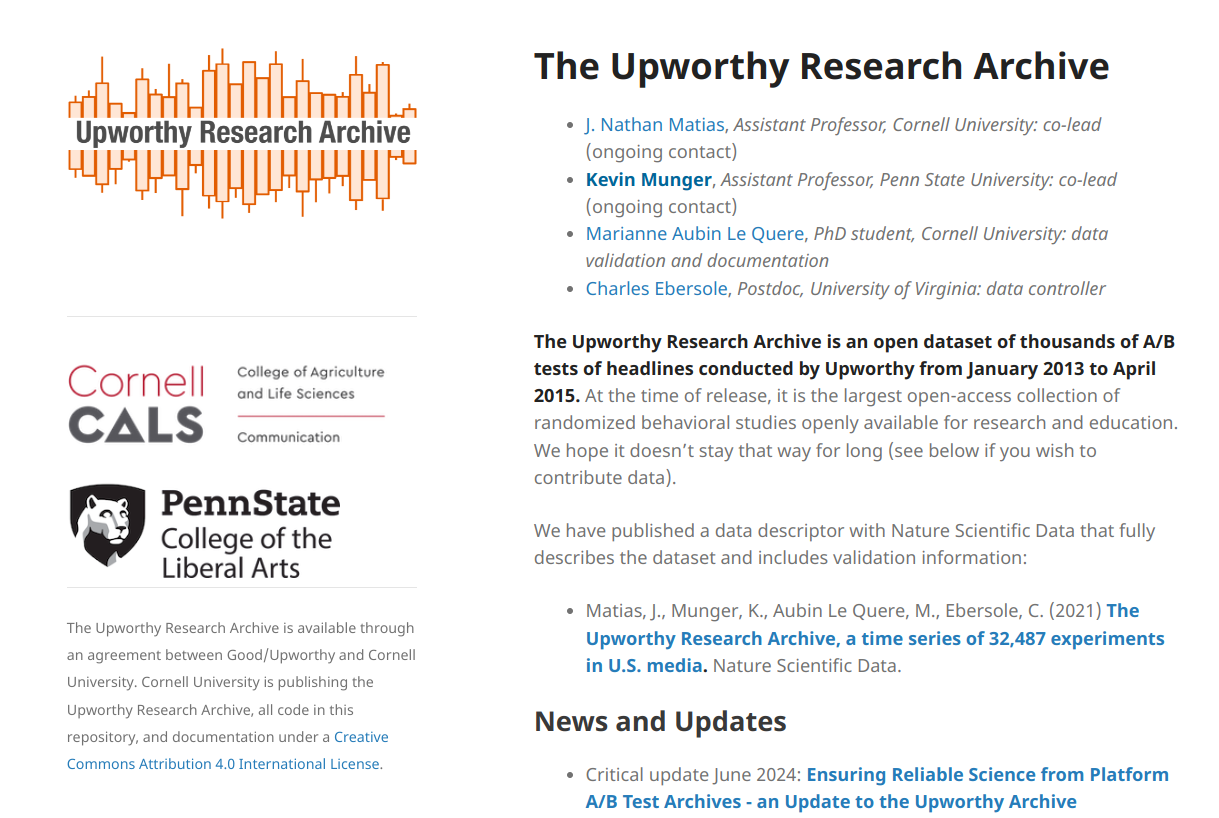 Upworthy Research Archive
Cornell
CALS
College of Agriculture
and Life Sciences
Communication
PennState
College of the
Liberal Arts
The Upworthy Research Archive is available through
an agreement between Good/Upworthy and Cornell
University. Cornell University is publishing the
Upworthy Research Archive, all code in this
repository, and documentation under a Creative
Commons Attribution 4.0 International License.
The Upworthy Research Archive
J. Nathan Matias, Assistant Professor, Cornell University: co-lead
(ongoing contact)
Kevin Munger, Assistant Professor, Penn State University: co-lead
(ongoing contact)
Marianne Aubin Le Quere, PhD student, Cornell University: data
validation and documentation
Charles Ebersole, Postdoc, University of Virginia: data controller
The Upworthy Research Archive is an open dataset of thousands of A/B
tests of headlines conducted by Upworthy from January 2013 to April
2015. At the time of release, it is the largest open-access collection of
randomized behavioral studies openly available for research and education.
We hope it doesn’t stay that way for long (see below if you wish to
contribute data).
We have published a data descriptor with Nature Scientific Data that fully
describes the dataset and includes validation information:
Matias, J., Munger, K., Aubin Le Quere, M., Ebersole, C. (2021) The
Upworthy Research Archive, a time series of 32,487 experiments
in U.S. media. Nature Scientific Data.
News and Updates
Critical update June 2024: Ensuring Reliable Science from Platform
A/B Test Archives - an Update to the Upworthy Archive